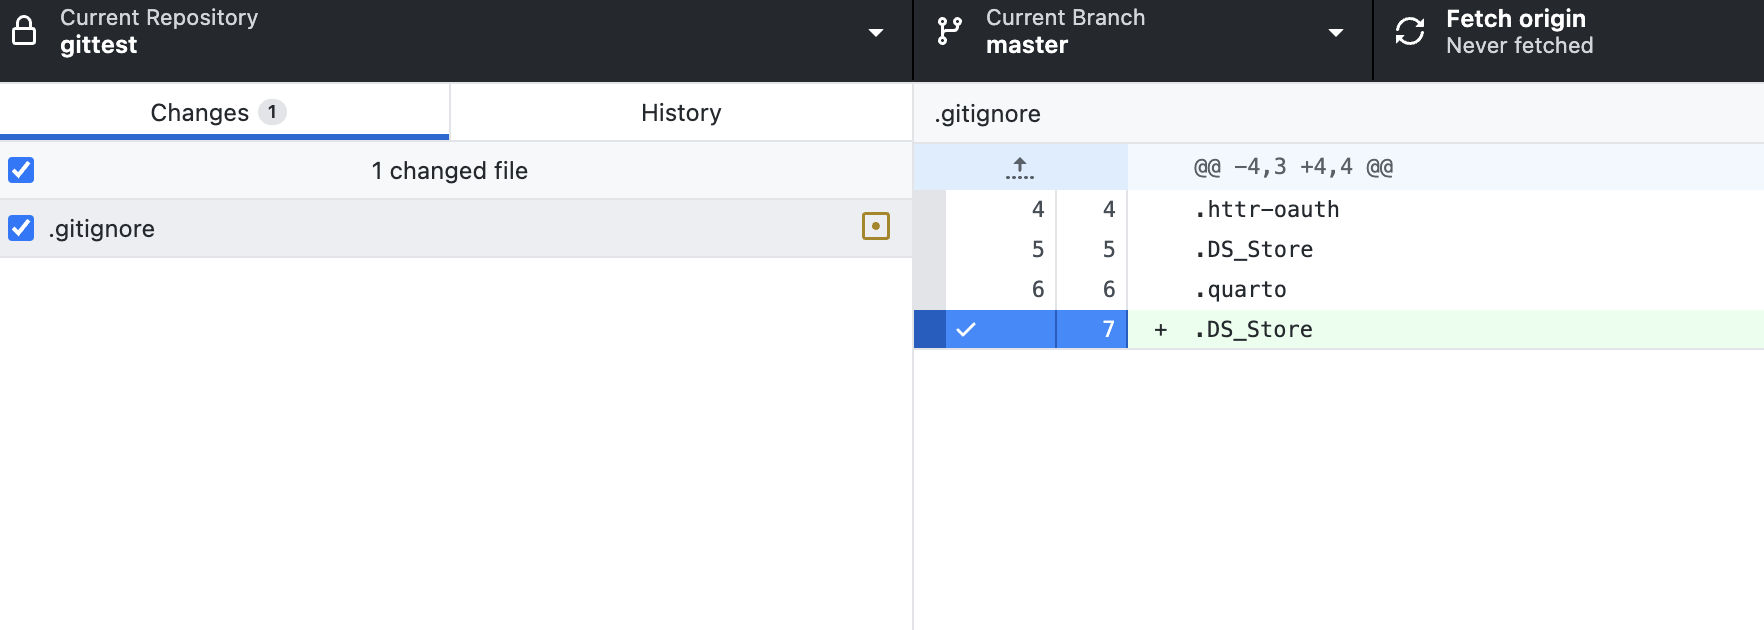 Current Repository
gittest
Current Branch
master
Fetch origin
Never fetched
Changes 1
History
1 changed file
.gitignore
.gitignore
@@ -4,3 +4,4 @@
4 4 .httr-oauth
5 5 .DS_Store
6 6 .quarto
7 + .DS_Store